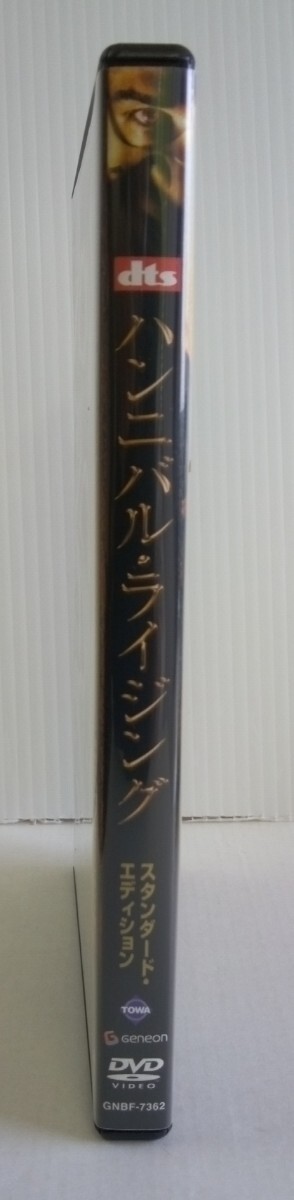 dts
ハンニバル・ライジング
スタンダード・
エディション
TOWA
GENEON
DVD
VIDEO
GNBF-7362